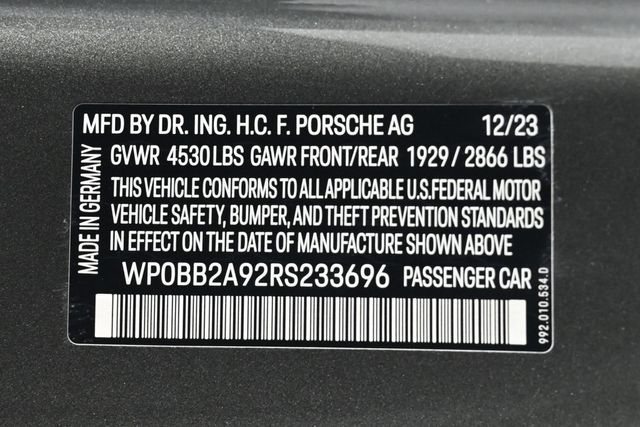 MFD BY DR. ING. H.C. F. PORSCHE AG 12/23
GVWR 4530 LBS GAWR FRONT/REAR 1929 / 2866 LBS
THIS VEHICLE CONFORMS TO ALL APPLICABLE U.S. FEDERAL MOTOR
VEHICLE SAFETY, BUMPER, AND THEFT PREVENTION STANDARDS
IN EFFECT ON THE DATE OF MANUFACTURE SHOWN ABOVE
WP0BB2A92RS233696 PASSENGER CAR
MADE IN GERMANY
992.010.534.D